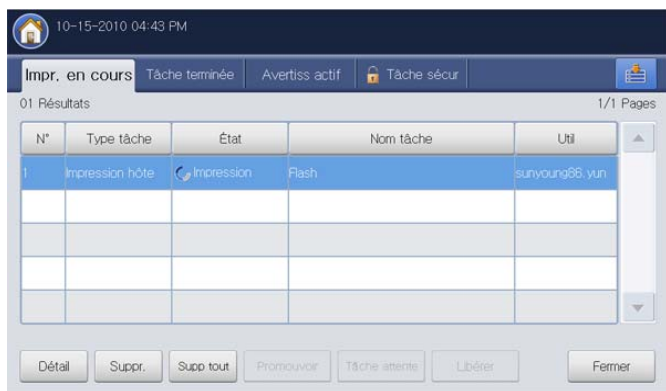 10-15-2010 04:43 PM
Impr. en cours Tâche terminée Avertiss actif Tâche sécur
01 Résultats 1/1 Pages
N° Type tâche État Nom tâche Util
1 Impression hôte Impression Flash sunyoung86.yun
Détail Suppr. Supp tout Promouvoir Tâche attente Libérer Fermer